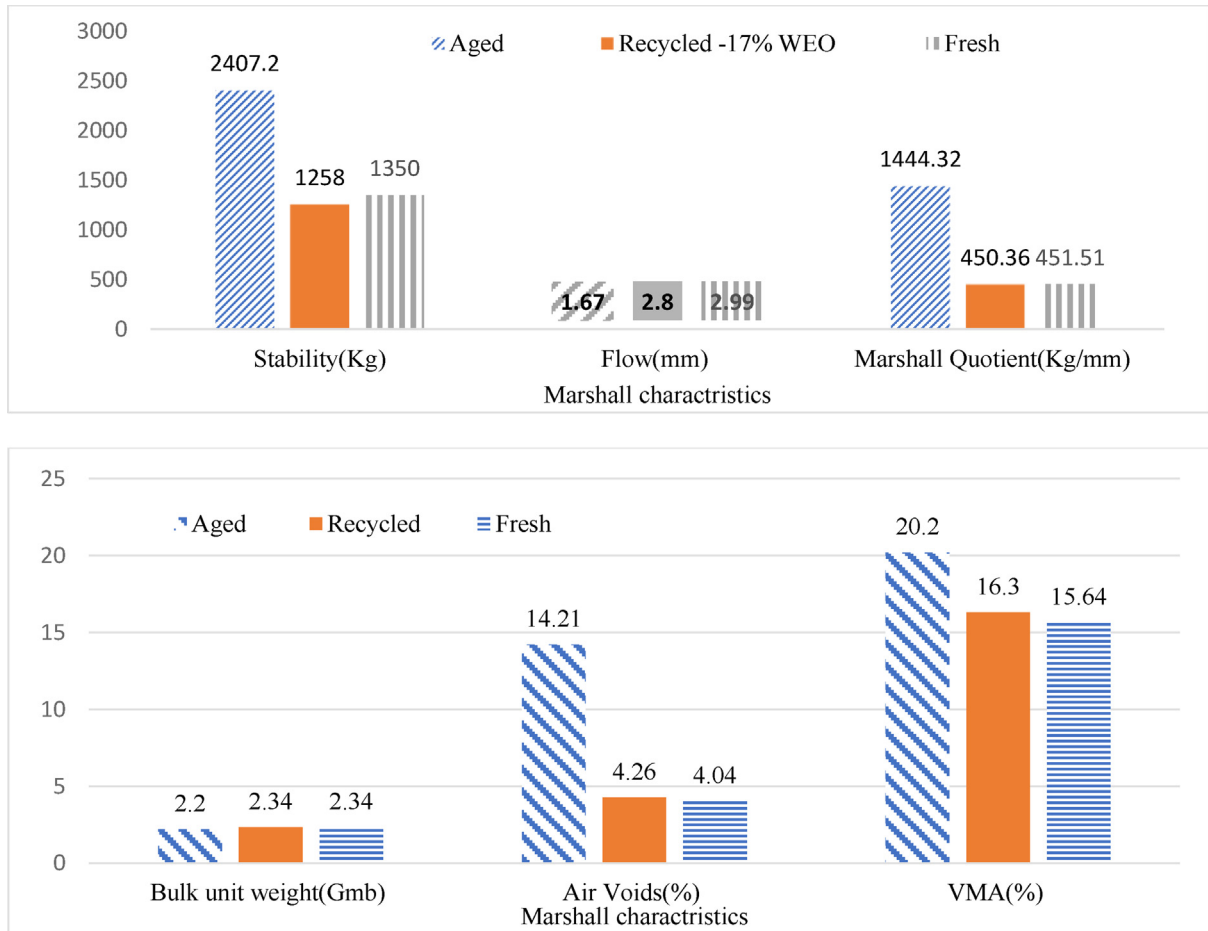 3000
Aged Recycled -17% WEO Fresh
2407.2
2500
2000
1444.32
1500
1258 1350
1000
450.36 451.51
500
1.67 2.8 2.99
0
Stability(Kg) Flow(mm) Marshall Quotient(Kg/mm)
Marshall charactristics
25
Aged Recycled Fresh
20.2
20
16.3 15.64
14.21
15
10
4.26 4.04
5
2.2 2.34 2.34
0
Bulk unit weight(Gmb) Air Voids(%) VMA(%)
Marshall charactristics